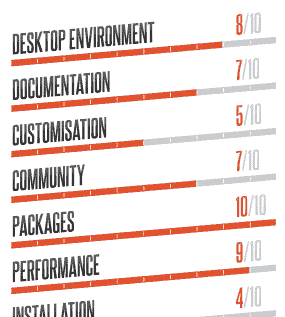 DESKTOP ENVIRONMENT 8/10
DOCUMENTATION 7/10
CUSTOMISATION 5/10
COMMUNITY 7/10
PACKAGES 10/10
PERFORMANCE 9/10
INSTALLATION 4/10